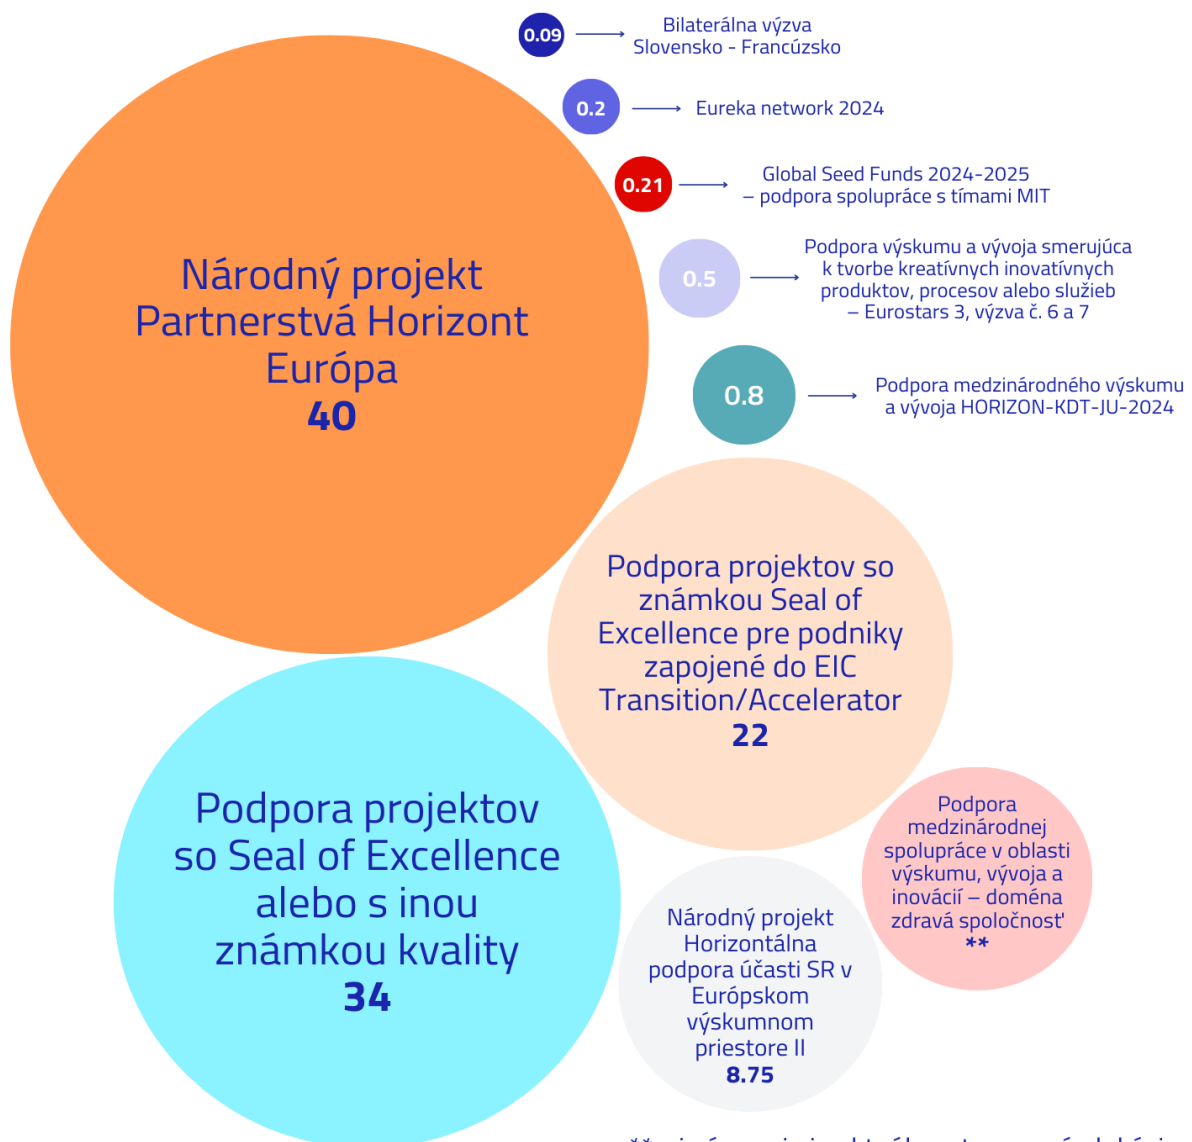 0.09
Bilaterálna výzva
Slovensko - Francúzsko
0.2
Eureka network 2024
0.21
Global Seed Funds 2024-2025
– podpora spolupráce s tímami MIT
0.5
Podpora výskumu a vývoja smerujúca
k tvorbe kreatívnych inovatívnych
produktov, procesov alebo služieb
– Eurostars 3, výzva č. 6 a 7
0.8
Podpora medzinárodného výskumu
a vývoja HORIZON-KDT-JU-2024
Národný projekt
Partnerstvá Horizont
Európa
40
Podpora projektov so
známkou Seal of
Excellence pre podniky
zapojené do EIC
Transition/Accelerator
22
Podpora projektov
so Seal of Excellence
alebo s inou
známkou kvality
34
Podpora
medzinárodnej
spolupráce v oblasti
výskumu, vývoja a
inovácií – doména
zdravá spoločnosť
**
Národný projekt
Horizontálna
podpora účasti SR v
Európskom
výskumnom
priestore II
8.75